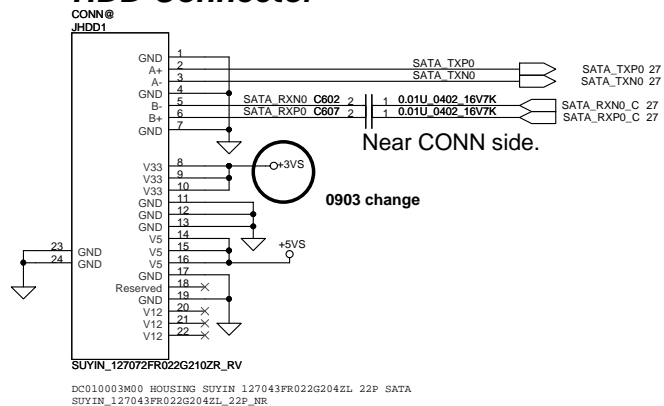 HDD Connector
CONN@
JHDD1
GND 1
A+ 2 SATA_TXP0 SATA_TXP0 27
A- 3 SATA_TXN0 SATA_TXN0 27
GND 4
B- 5 SATA_RXN0 C602 2 1 0.01U_0402_16V7K SATA_RXN0_C 27
B+ 6 SATA_RXP0 C607 2 1 0.01U_0402_16V7K SATA_RXP0_C 27
GND 7
Near CONN side.
V33 8 +3VS
V33 9
V33 10
GND 11 0903 change
GND 12
GND 13
V5 14
23 GND V5 15 +5VS
24 GND V5 16
GND 17
Reserved 18
GND 19
V12 20
V12 21
V12 22
SUYIN_127072FR022G210ZR_RV
DC010003M00 HOUSING SUYIN 127043FR022G204ZL 22P SATA
SUYIN_127043FR022G204ZL_22P_NR